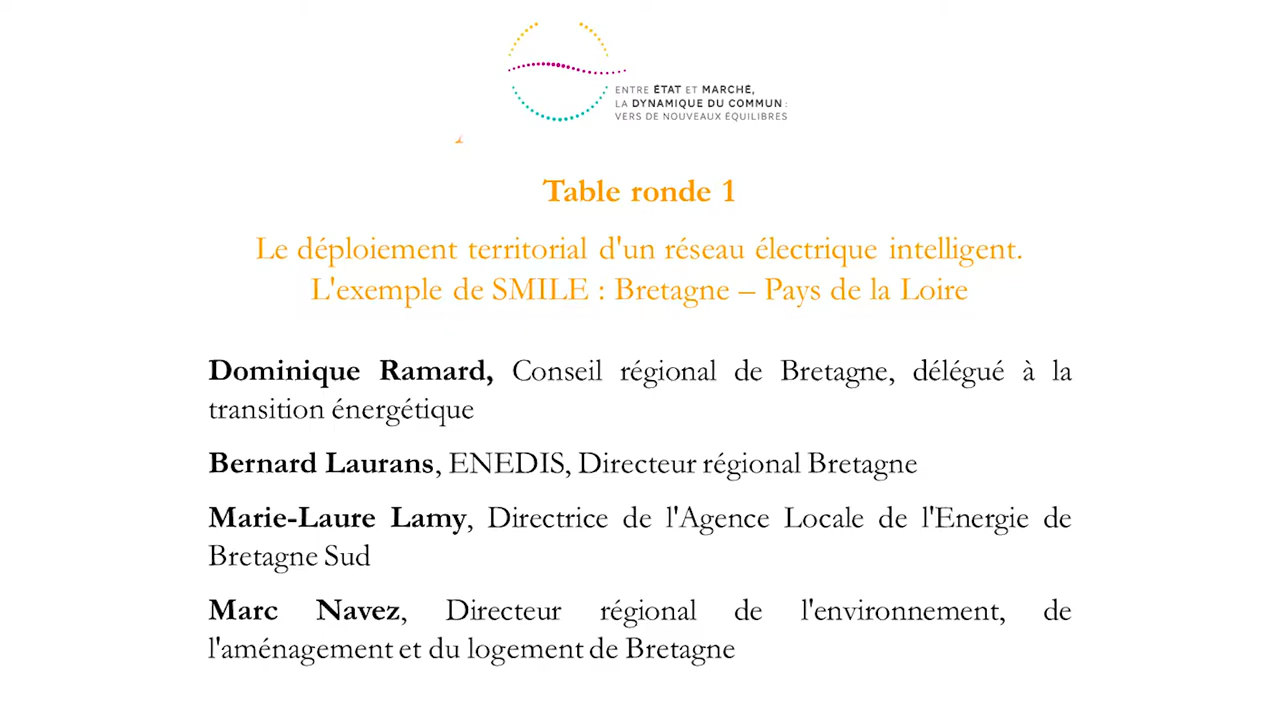 ENTRE ÉTAT ET MARCHÉ,
LA DYNAMIQUE DU COMMUN :
VERS DE NOUVEAUX ÉQUILIBRES
Table ronde 1
Le déploiement territorial d'un réseau électrique intelligent.
L'exemple de SMILE : Bretagne – Pays de la Loire
Dominique Ramard, Conseil régional de Bretagne, délégué à la
transition énergétique
Bernard Laurans, ENEDIS, Directeur régional Bretagne
Marie-Laure Lamy, Directrice de l'Agence Locale de l'Energie de
Bretagne Sud
Marc Navez, Directeur régional de l'environnement, de
l'aménagement et du logement de Bretagne